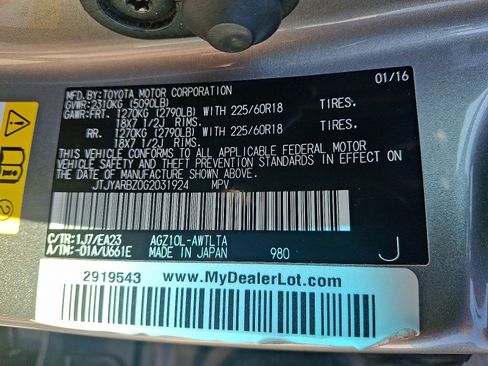 MFD.BY:TOYOTA MOTOR CORPORATION 01/16
GVWR:2310KG (5090LB)
GAWR:FRT. 1270KG (2790LB) WITH 225/60R18 TIRES.
18X7 1/2J RIMS.
RR. 1270KG (2790LB) WITH 225/60R18 TIRES.
18X7 1/2J RIMS.
THIS VEHICLE CONFORMS TO ALL APPLICABLE FEDERAL MOTOR
VEHICLE SAFETY AND THEFT PREVENTION STANDARDS IN EFFECT ON THE
DATE OF MANUFACTURE SHOWN ABOVE.
JTJYARBZ0G2031924 MPV
C/TR:1J7/EA23 AGZ10L-AWTLTA
A/TM:-01A/U661E MADE IN JAPAN 980 J
2919543 www.MyDealerLot.com
2